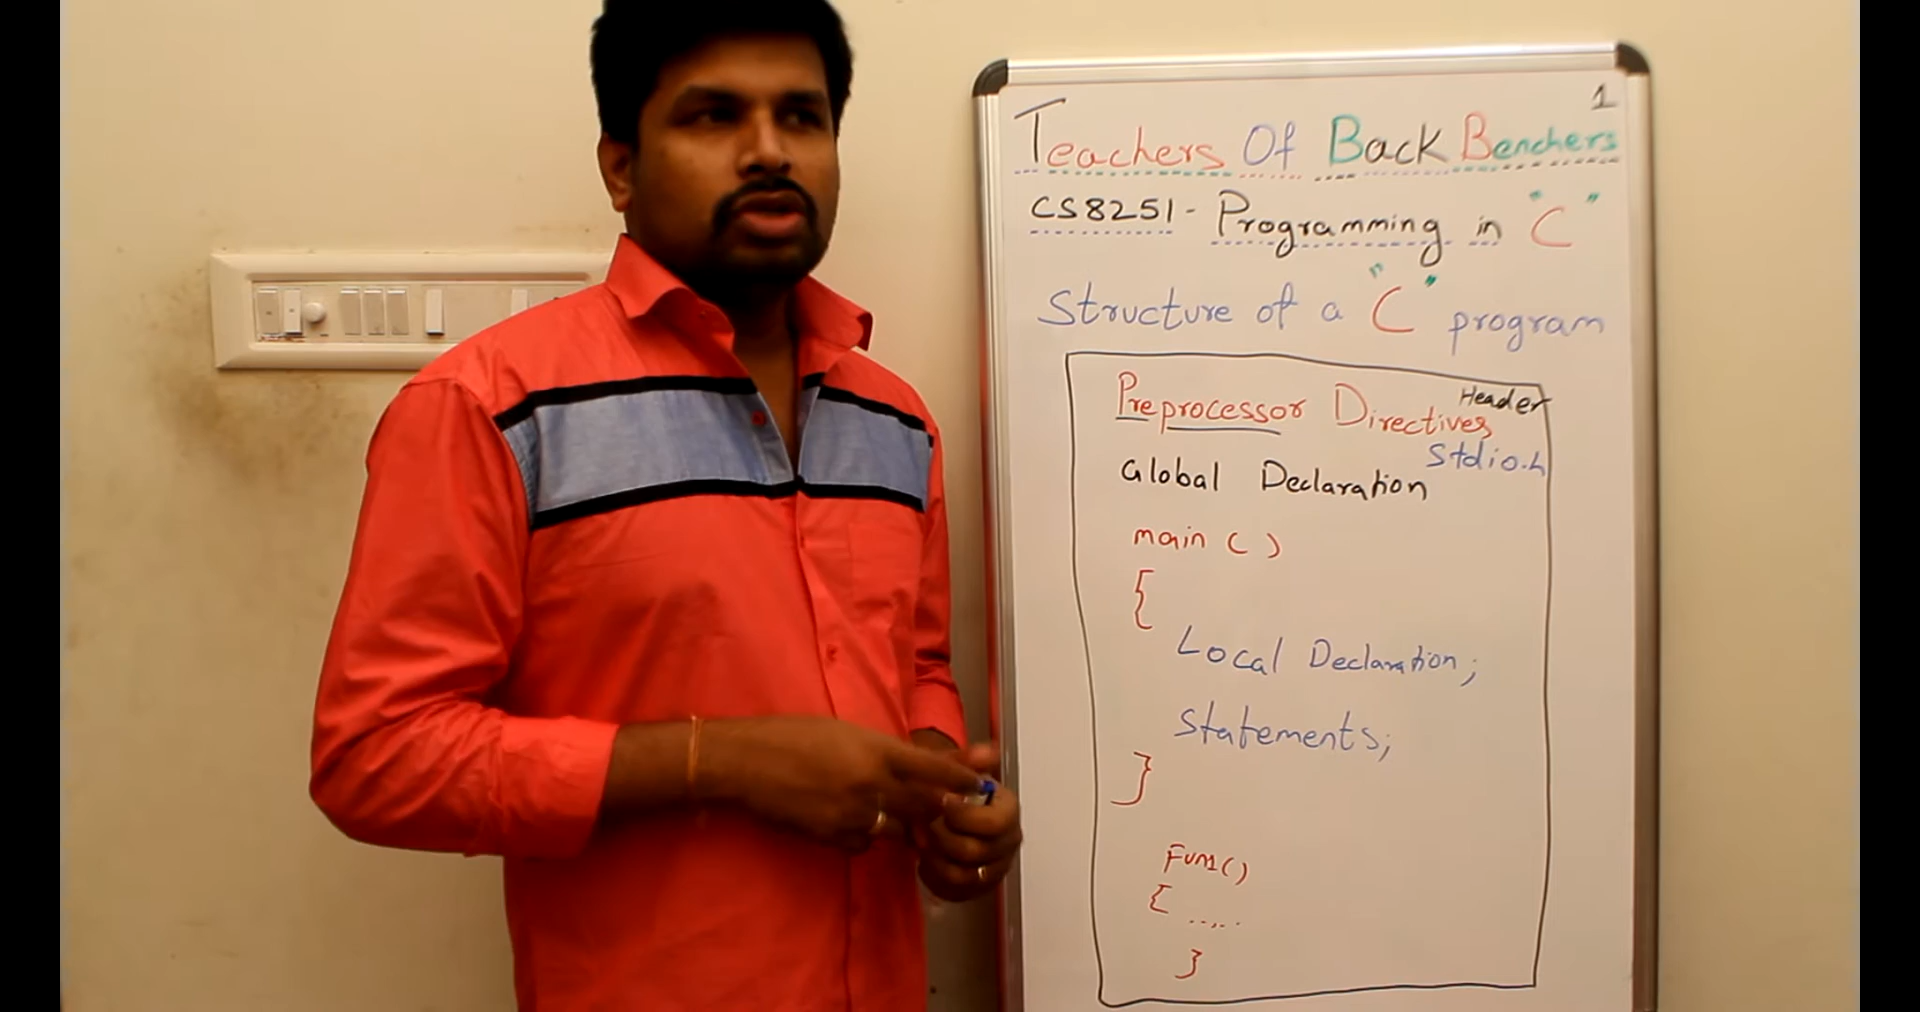 1
Teachers Of Back Benchers
CS8251 - Programming in "C"
Structure of a "C" program
Preprocessor Directives Header
Stdio.h
Global Declaration
main ( )
{
Local Declaration;
Statements;
}
Fun1()
{ .....
}